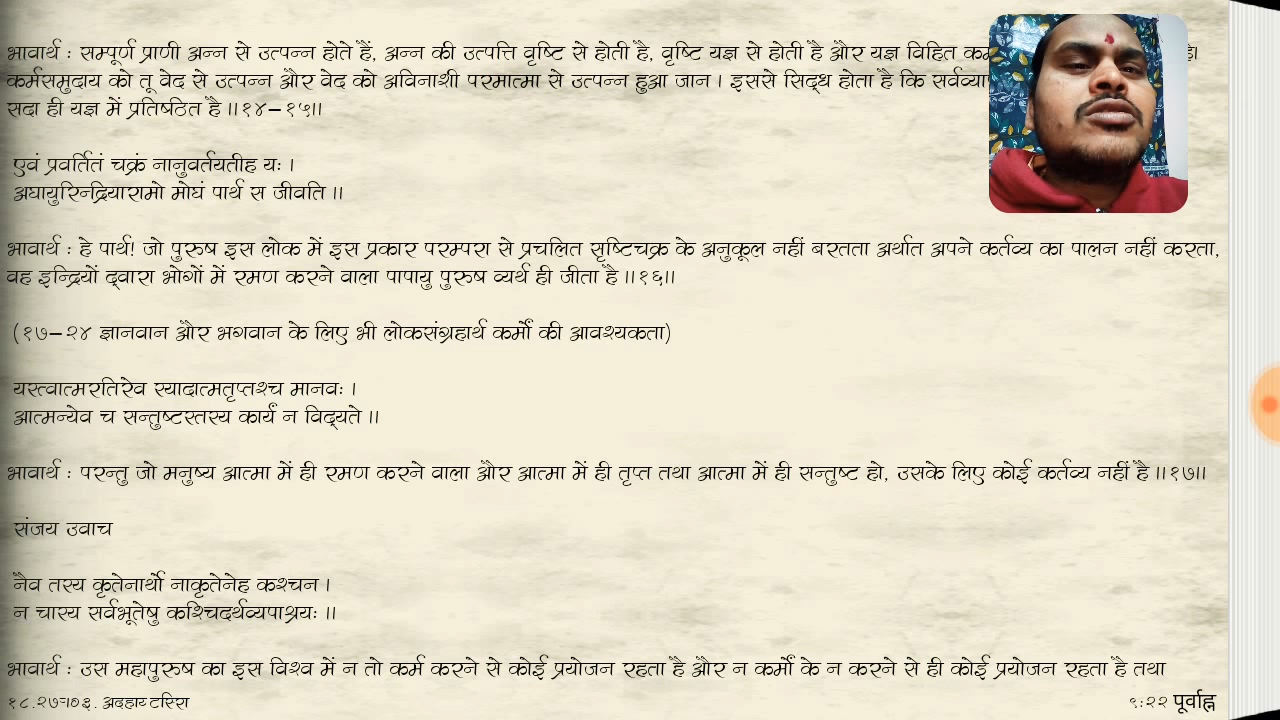 भावार्थ : सम्पूर्ण प्राणी अन्न से उत्पन्न होते हैं, अन्न की उत्पत्ति वृष्टि से होती है, वृष्टि यज्ञ से होती है और यज्ञ विहित
कर्मसमुदाय को तू वेद से उत्पन्न और वेद को अविनाशी परमात्मा से उत्पन्न हुआ जान । इससे सिद्ध होता है कि
सदा ही यज्ञ में प्रतिष्ठित है ॥१४-१५॥
एवं प्रवर्तितं चक्रं नानुवर्तयतीह यः ।
अघायुरिन्द्रियारामो मोघं पार्थ स जीवति ॥
भावार्थ : हे पार्थ! जो पुरुष इस लोक में इस प्रकार परम्परा से प्रचलित सृष्टिचक्र के अनुकूल नहीं बरतता अर्थात अपने कर्तव्य का पालन नहीं करता,
वह इन्द्रियों द्वारा भोगों में रमण करने वाला पापायु पुरुष व्यर्थ ही जीता है ॥१६॥
(१७-२४ ज्ञानवान और भगवान के लिए भी लोकसंग्रहार्थ कर्मों की आवश्यकता)
यस्त्वात्मरतिरेव स्यादात्मतृप्तश्च मानवः ।
आत्मन्येव च सन्तुष्टस्तस्य कार्यं न विद्यते ॥
भावार्थ : परन्तु जो मनुष्य आत्मा में ही रमण करने वाला और आत्मा में ही तृप्त तथा आत्मा में ही सन्तुष्ट हो, उसके लिए कोई कर्तव्य नहीं है ॥१७॥
संजय उवाच
नैव तस्य कृतेनार्थो नाकृतेनेह कश्चन ।
न चास्य सर्वभूतेषु कश्चिदर्थव्यपाश्रयः ॥
भावार्थ : उस महापुरुष का इस विश्व में न तो कर्म करने से कोई प्रयोजन रहता है और न कर्मों के न करने से ही कोई प्रयोजन रहता है तथा
९:२२ पूर्वाह्न